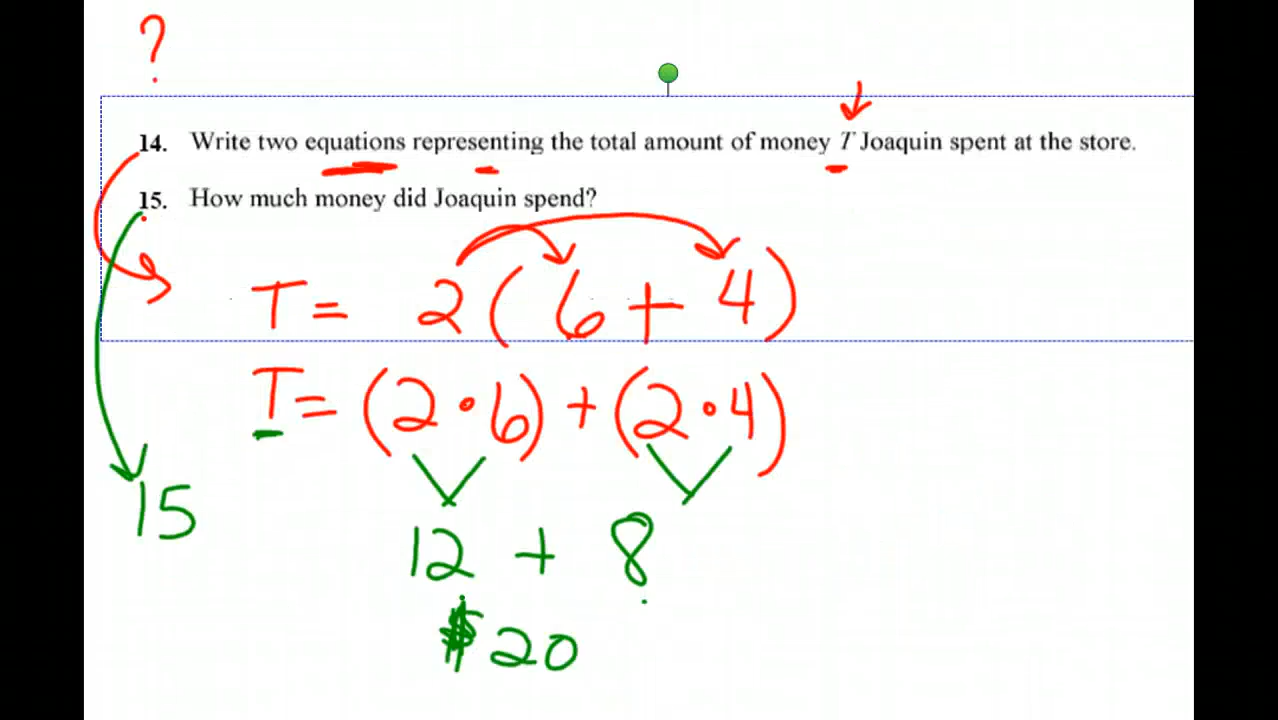 ?
14. Write two equations representing the total amount of money T Joaquin spent at the store.
15. How much money did Joaquin spend?
T = 2(6 + 4)
T = (2 • 6) + (2 • 4)
15
12 + 8
$20